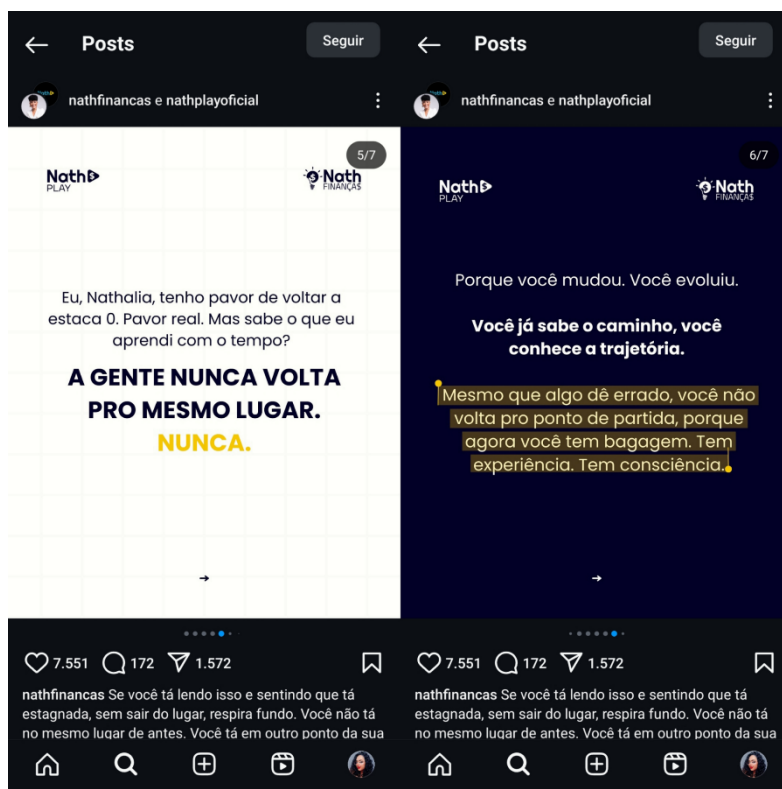 Posts
Seguir
nathfinancas e nathplayoficial
5/7
Nath
PLAY
Nath
FINANÇA$
Eu, Nathalia, tenho pavor de voltar a
estaca 0. Pavor real. Mas sabe o que eu
aprendi com o tempo?
A GENTE NUNCA VOLTA
PRO MESMO LUGAR.
NUNCA.
7.551 172 1.572
nathfinancas Se você tá lendo isso e sentindo que tá
estagnada, sem sair do lugar, respira fundo. Você não tá
no mesmo lugar de antes. Você tá em outro ponto da sua
Posts
Seguir
nathfinancas e nathplayoficial
6/7
Nath
PLAY
Nath
FINANÇA$
Porque você mudou. Você evoluiu.
Você já sabe o caminho, você
conhece a trajetória.
Mesmo que algo dê errado, você não
volta pro ponto de partida, porque
agora você tem bagagem. Tem
experiência. Tem consciência.
7.551 172 1.572
nathfinancas Se você tá lendo isso e sentindo que tá
estagnada, sem sair do lugar, respira fundo. Você não tá
no mesmo lugar de antes. Você tá em outro ponto da sua